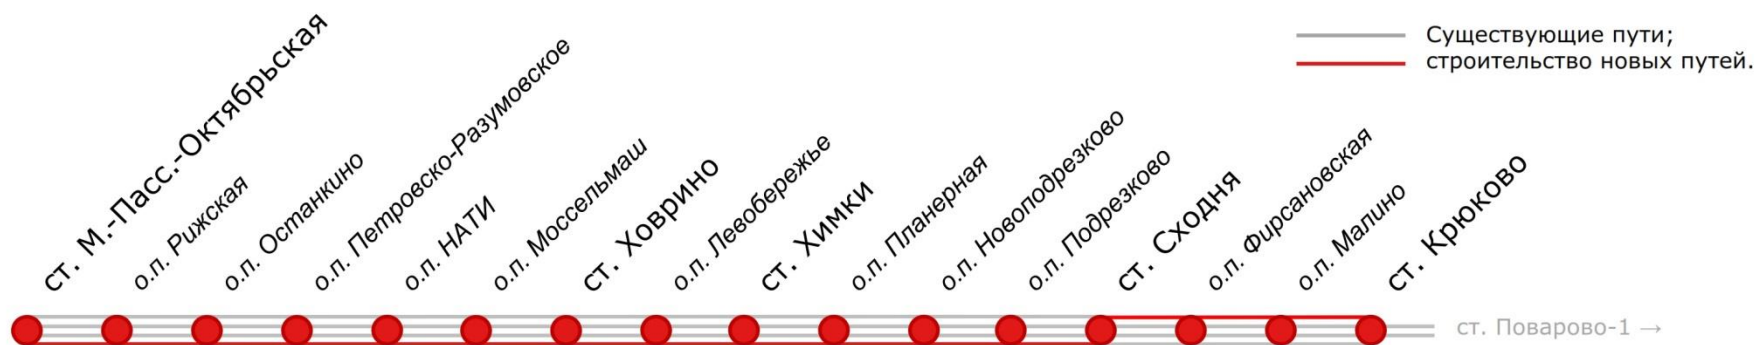 Существующие пути;
строительство новых путей.
ст. М.-Пасс.-Октябрьская
о.п. Рижская
о.п. Останкино
о.п. Петровско-Разумовское
о.п. НАТИ
о.п. Моссельмаш
ст. Ховрино
о.п. Левобережье
ст. Химки
о.п. Планерная
о.п. Новоподрезково
о.п. Подрезково
ст. Сходня
о.п. Фирсановская
о.п. Малино
ст. Крюково
ст. Поварово-1 →